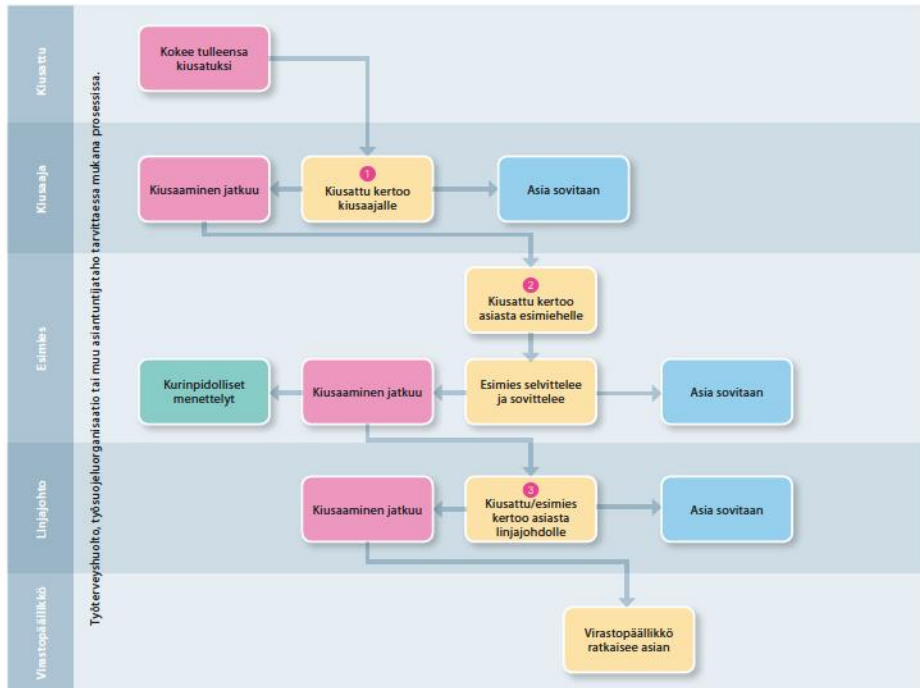 Kiusattu
Työterveyshuolto, työsuojeluorganisaatio tai muu asiantuntijataho tarvittaessa mukana prosessissa.
Kokee tulleensa
kiusatuksi
Kiusaaja
Kiusaaminen jatkuu
1
Kiusattu kertoo
kiusaajalle
Asia sovitaan
Esimies
2
Kiusattu kertoo
asiasta esimiehelle
Kurinpidolliset
menettelyt
Kiusaaminen jatkuu
Esimies selvittelee
ja sovittelee
Asia sovitaan
Linjajohto
Kiusaaminen jatkuu
3
Kiusattu/esimies
kertoo asiasta
linjajohdolle
Asia sovitaan
Virastopäällikkö
Virastopäällikkö
ratkaisee asian